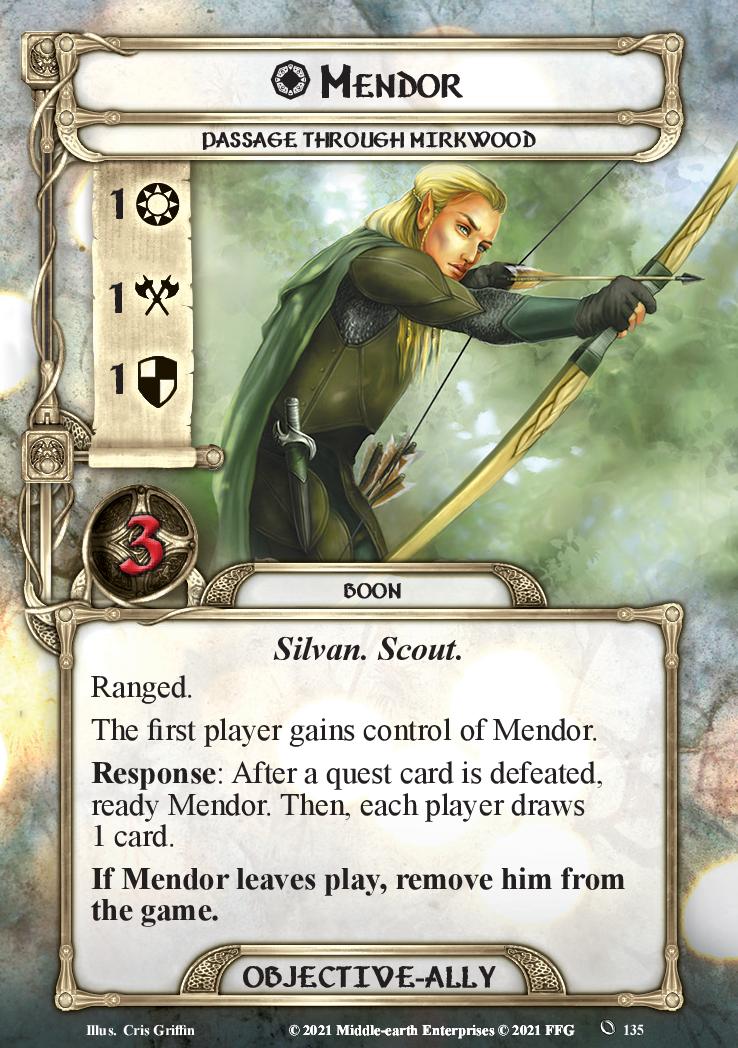 MENDOR
PASSAGE THROUGH MIRKWOOD
1
1
1
3
BOON
Silvan. Scout.
Ranged.
The first player gains control of Mendor.
Response: After a quest card is defeated,
ready Mendor. Then, each player draws
1 card.
If Mendor leaves play, remove him from
the game.
OBJECTIVE-ALLY
Illus. Cris Griffin © 2021 Middle-earth Enterprises © 2021 FFG 135